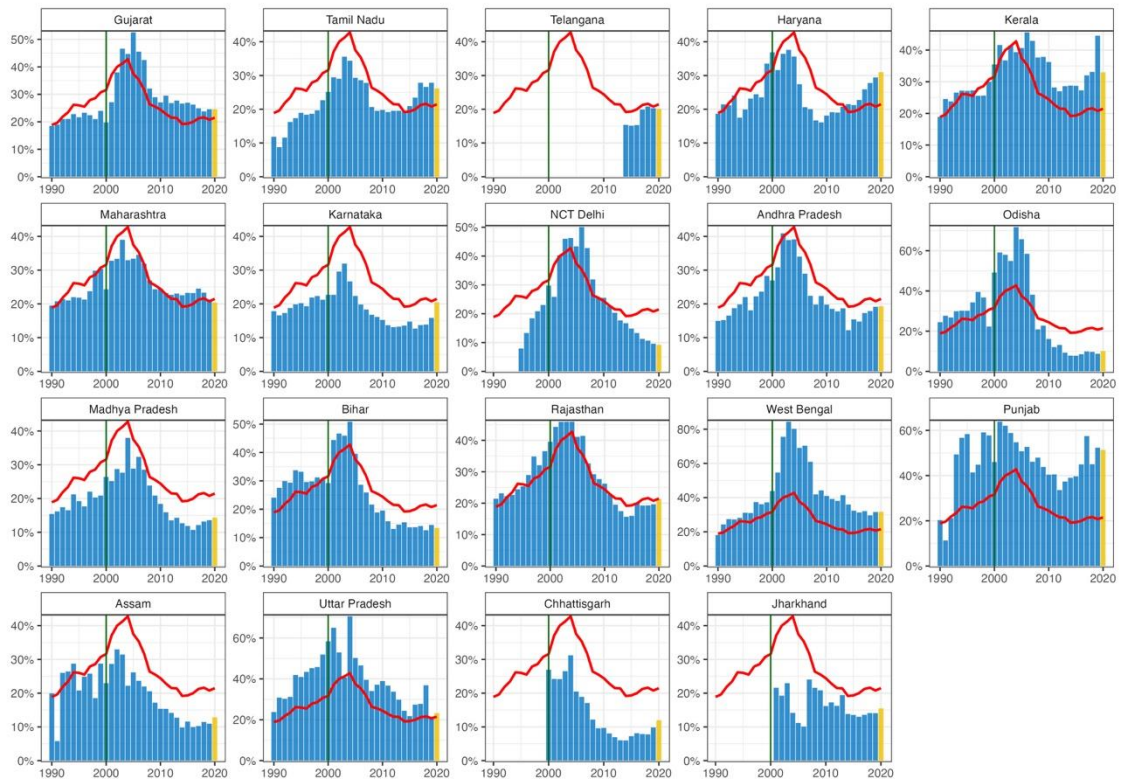 Gujarat
50%
40%
30%
20%
10%
0%
1990 2000 2010 2020
Tamil Nadu
40%
30%
20%
10%
0%
1990 2000 2010 2020
Telangana
40%
30%
20%
10%
0%
1990 2000 2010 2020
Haryana
40%
30%
20%
10%
0%
1990 2000 2010 2020
Kerala
40%
30%
20%
10%
0%
1990 2000 2010 2020
Maharashtra
40%
30%
20%
10%
0%
1990 2000 2010 2020
Karnataka
40%
30%
20%
10%
0%
1990 2000 2010 2020
NCT Delhi
50%
40%
30%
20%
10%
0%
1990 2000 2010 2020
Andhra Pradesh
40%
30%
20%
10%
0%
1990 2000 2010 2020
Odisha
60%
40%
20%
0%
1990 2000 2010 2020
Madhya Pradesh
40%
30%
20%
10%
0%
1990 2000 2010 2020
Bihar
50%
40%
30%
20%
10%
0%
1990 2000 2010 2020
Rajasthan
40%
30%
20%
10%
0%
1990 2000 2010 2020
West Bengal
80%
60%
40%
20%
0%
1990 2000 2010 2020
Punjab
60%
40%
20%
0%
1990 2000 2010 2020
Assam
40%
30%
20%
10%
0%
1990 2000 2010 2020
Uttar Pradesh
60%
40%
20%
0%
1990 2000 2010 2020
Chhattisgarh
40%
30%
20%
10%
0%
1990 2000 2010 2020
Jharkhand
40%
30%
20%
10%
0%
1990 2000 2010 2020